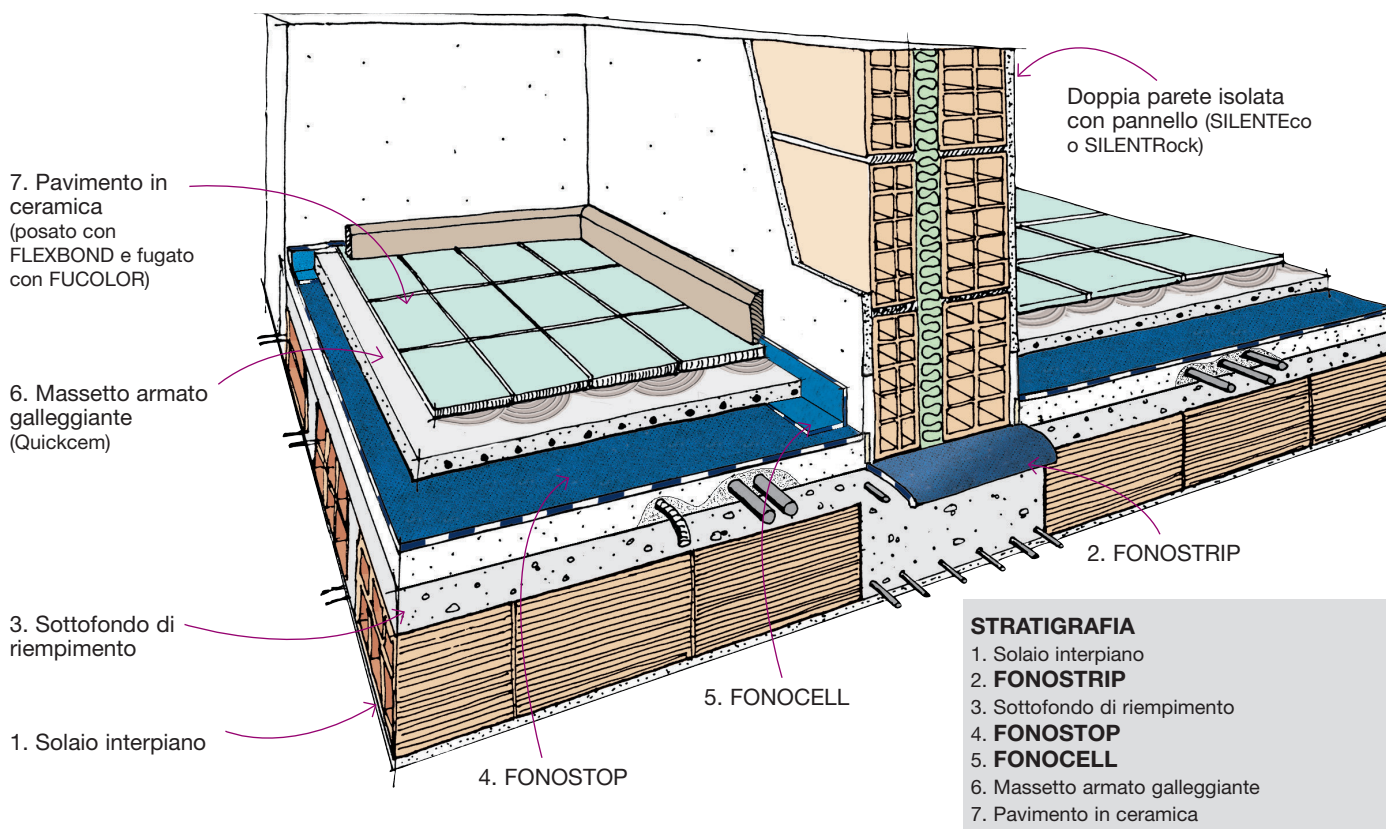 Doppia parete isolata
con pannello (SILENTEco
o SILENTRock)
7. Pavimento in
ceramica
(posato con
FLEXBOND e fugato
con FUCOLOR)
6. Massetto armato
galleggiante
(Quickcem)
2. FONOSTRIP
3. Sottofondo di
riempimento
5. FONOCELL
1. Solaio interpiano
4. FONOSTOP
STRATIGRAFIA
1. Solaio interpiano
2. FONOSTRIP
3. Sottofondo di riempimento
4. FONOSTOP
5. FONOCELL
6. Massetto armato galleggiante
7. Pavimento in ceramica